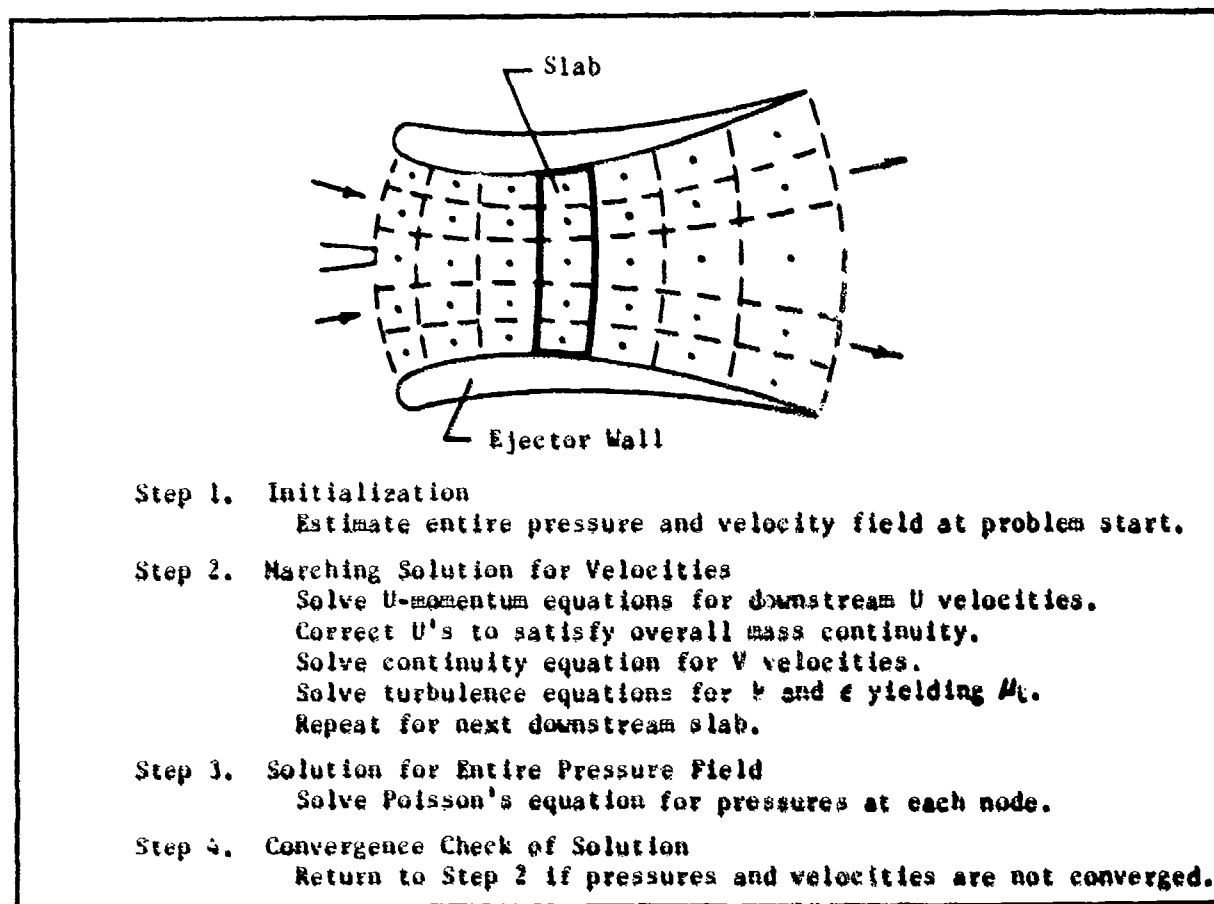 Slab
Ejector Wall
Step 1. Initialization
Estimate entire pressure and velocity field at problem start.
Step 2. Marching Solution for Velocities
Solve U-momentum equations for downstream U velocities.
Correct U's to satisfy overall mass continuity.
Solve continuity equation for V velocities.
Solve turbulence equations for k and ϵ yielding μt.
Repeat for next downstream slab.
Step 3. Solution for Entire Pressure Field
Solve Poisson's equation for pressures at each node.
Step 4. Convergence Check of Solution
Return to Step 2 if pressures and velocities are not converged.